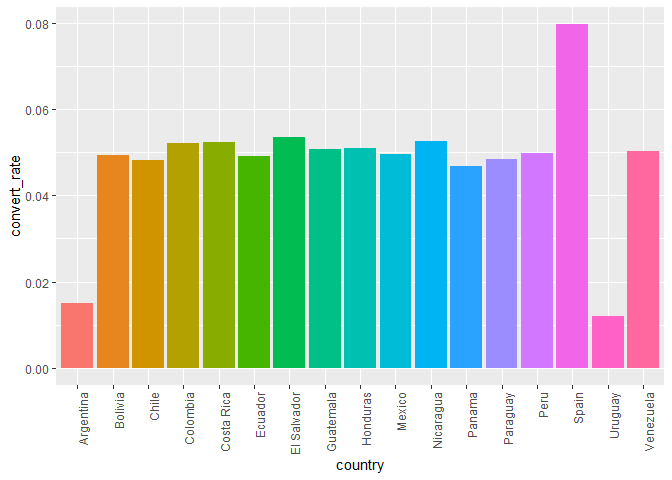 0.08
0.06
0.04
0.02
0.00
convert_rate
Argentina
Bolivia
Chile
Colombia
Costa Rica
Ecuador
El Salvador
Guatemala
Honduras
Mexico
Nicaragua
Panama
Paraguay
Peru
Spain
Uruguay
Venezuela
country